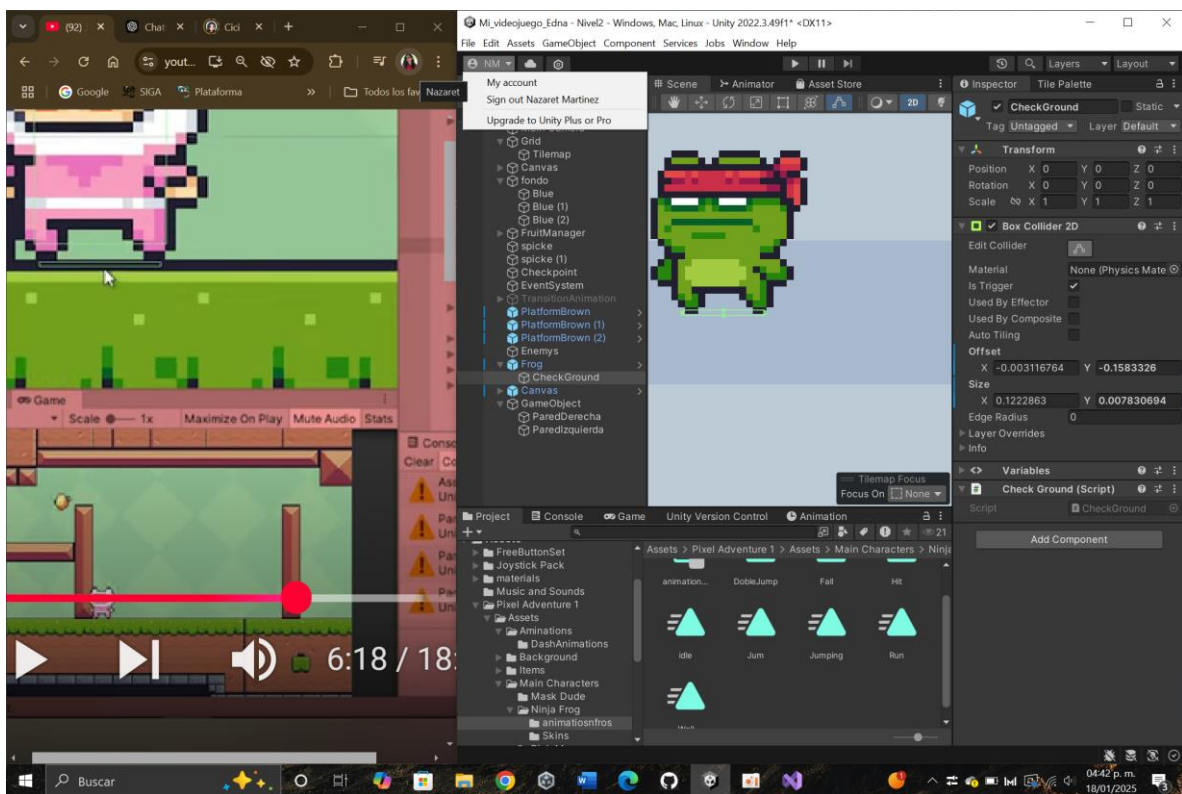 (92)
Chat
Cici
yout...
Google
SIGA
Plataforma
»
Todos los fav
Nazaret
Game
Scale
1x
Maximize On Play
Mute Audio
Stats
Clear
6:18 / 18:
Mi_videojuego_Edna - Nivel2 - Windows, Mac, Linux - Unity 2022.3.49f1* <DX11>
File Edit Assets GameObject Component Services Jobs Window Help
NM
Layers
Layout
My account
Sign out Nazaret Martinez
Upgrade to Unity Plus or Pro
Grid
Tilemap
Canvas
fondo
Blue
Blue (1)
Blue (2)
FruitManager
spicke
spicke (1)
Checkpoint
EventSystem
TransitionAnimation
PlatformBrown
PlatformBrown (1)
PlatformBrown (2)
Enemys
Frog
CheckGround
Canvas
GameObject
ParedDerecha
ParedIzquierda
Scene
Animator
Asset Store
2D
Tilemap Focus
Focus On None
Inspector
Tile Palette
CheckGround
Static
Tag Untagged Layer Default
Transform
Position X 0 Y 0 Z 0
Rotation X 0 Y 0 Z 0
Scale X 1 Y 1 Z 1
Box Collider 2D
Edit Collider
Material None (Physics Mate
Is Trigger
Used By Effector
Used By Composite
Auto Tiling
Offset
X -0.003116764 Y -0.1583326
Size
X 0.1222863 Y 0.007830694
Edge Radius 0
Layer Overrides
Info
Variables
Check Ground (Script)
Script CheckGround
Add Component
Project
Console
Game
Unity Version Control
Animation
21
FreeButtonSet
Joystick Pack
materials
Music and Sounds
Pixel Adventure 1
Assets
Aminations
DashAnimations
Background
Items
Main Characters
Mask Dude
Ninja Frog
animatiosnfros
Skins
Assets > Pixel Adventure 1 > Assets > Main Characters > Ninja
animation...
DobleJump
Fall
Hit
idle
Jum
Jumping
Run
Buscar
04:42 p. m.
18/01/2025